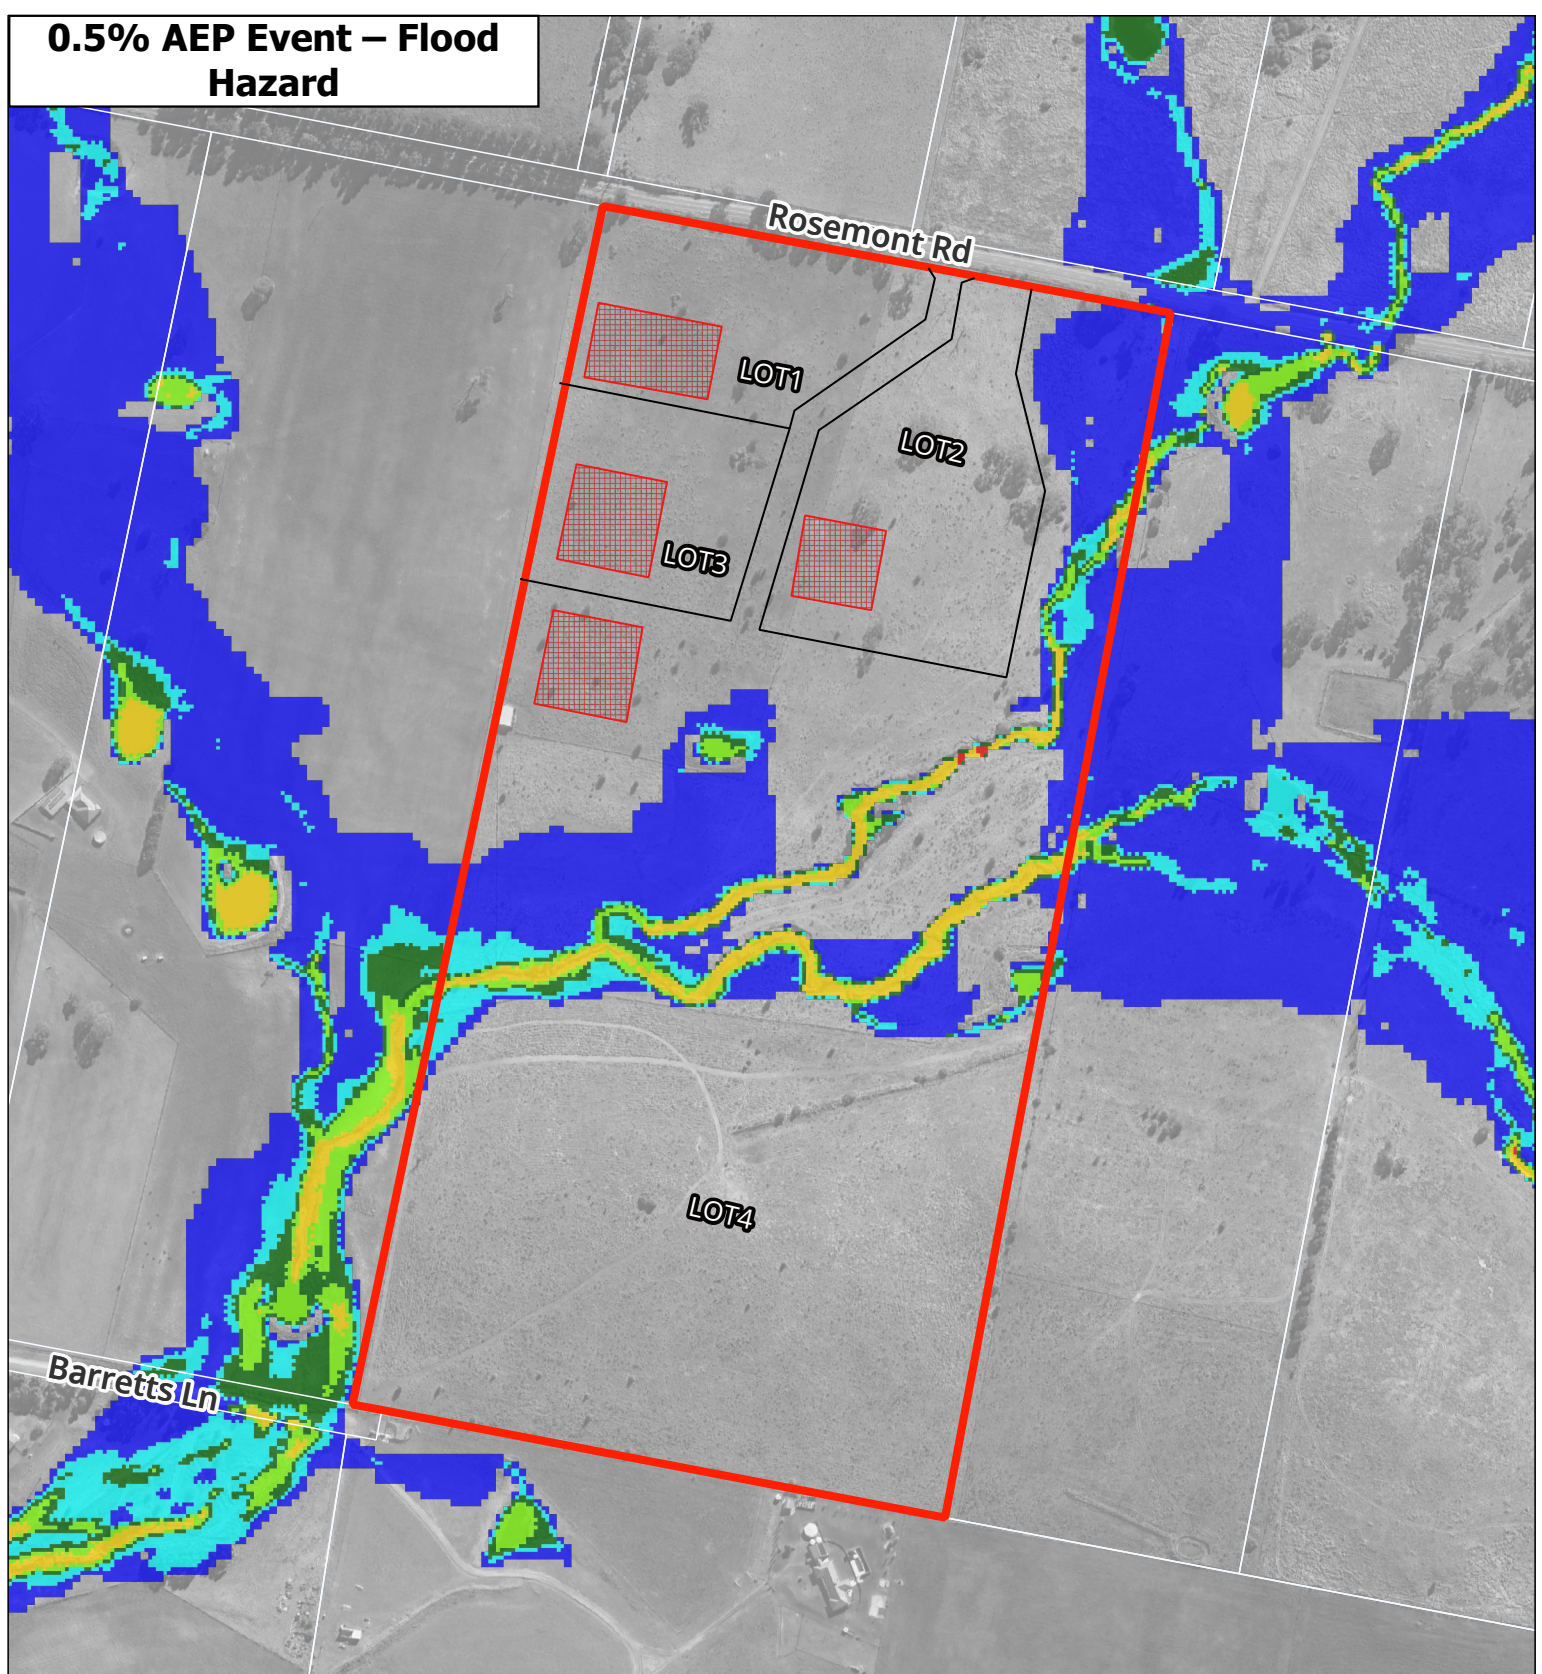 0.5% AEP Event – Flood
Hazard
Rosemont Rd
LOT1
LOT2
LOT3
LOT4
Barretts Ln